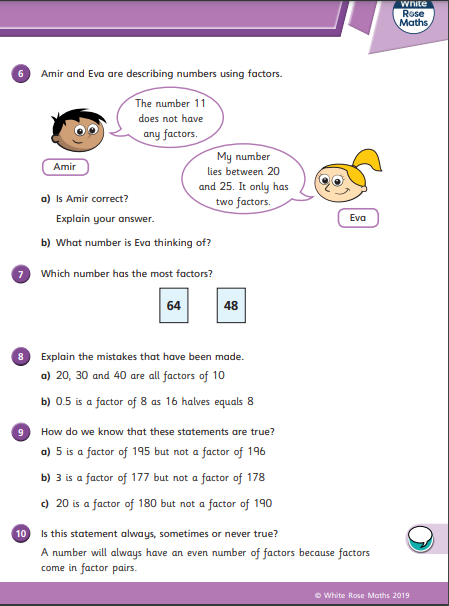 White
Rose
Maths
6 Amir and Eva are describing numbers using factors.
The number 11
does not have
any factors.
Amir
My number
lies between 20
and 25. It only has
two factors.
Eva
a) Is Amir correct?
Explain your answer.
b) What number is Eva thinking of?
7 Which number has the most factors?
64 48
8 Explain the mistakes that have been made.
a) 20, 30 and 40 are all factors of 10
b) 0.5 is a factor of 8 as 16 halves equals 8
9 How do we know that these statements are true?
a) 5 is a factor of 195 but not a factor of 196
b) 3 is a factor of 177 but not a factor of 178
c) 20 is a factor of 180 but not a factor of 190
10 Is this statement always, sometimes or never true?
A number will always have an even number of factors because factors
come in factor pairs.
© White Rose Maths 2019